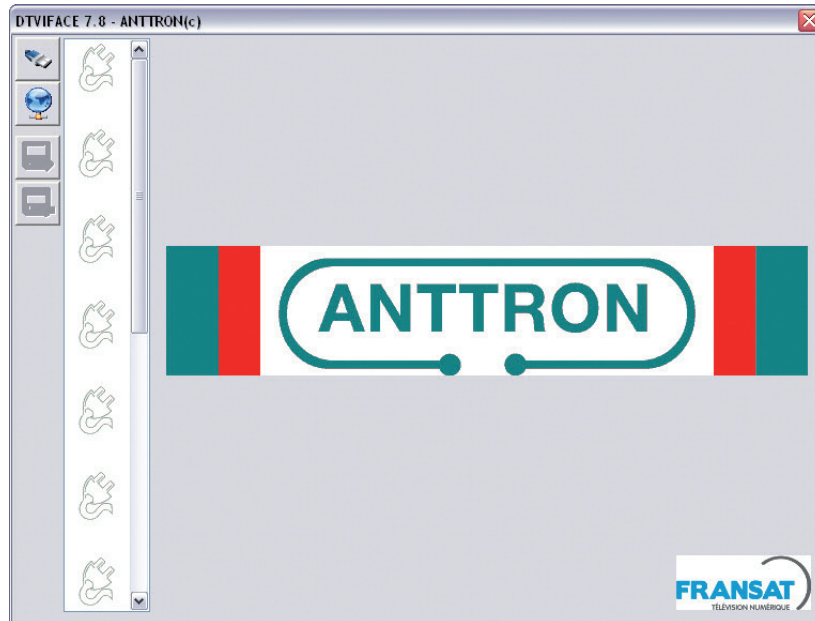 DTVIFACE 7.8 - ANTTRON(c)
ANTTRON
FRANSAT
TÉLÉVISION NUMÉRIQUE